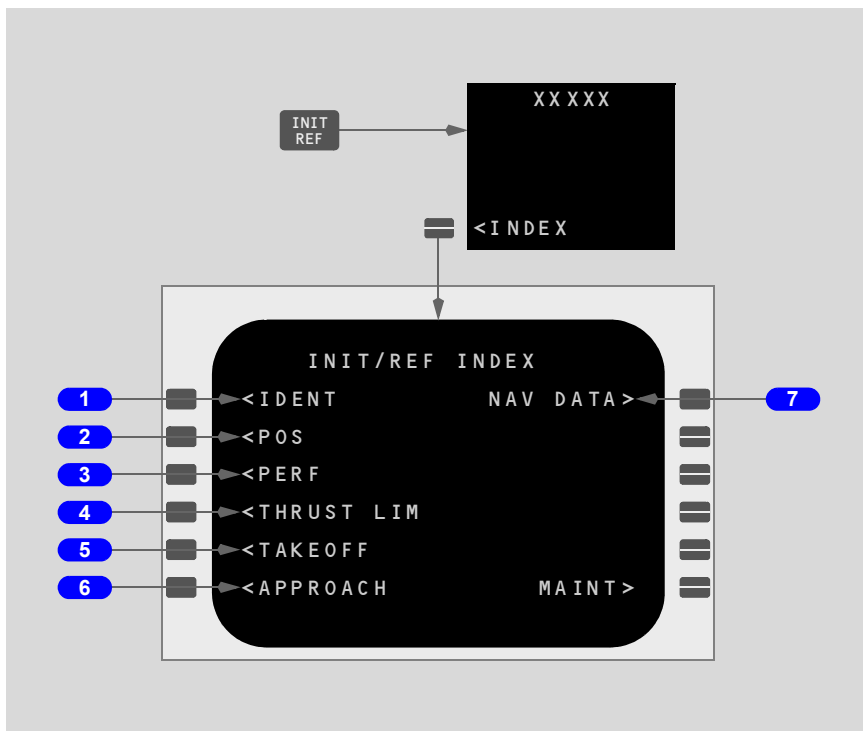 XXXXX
INIT
REF
<INDEX
INIT/REF INDEX
1 <IDENT NAV DATA> 7
2 <POS
3 <PERF
4 <THRUST LIM
5 <TAKEOFF
6 <APPROACH MAINT>